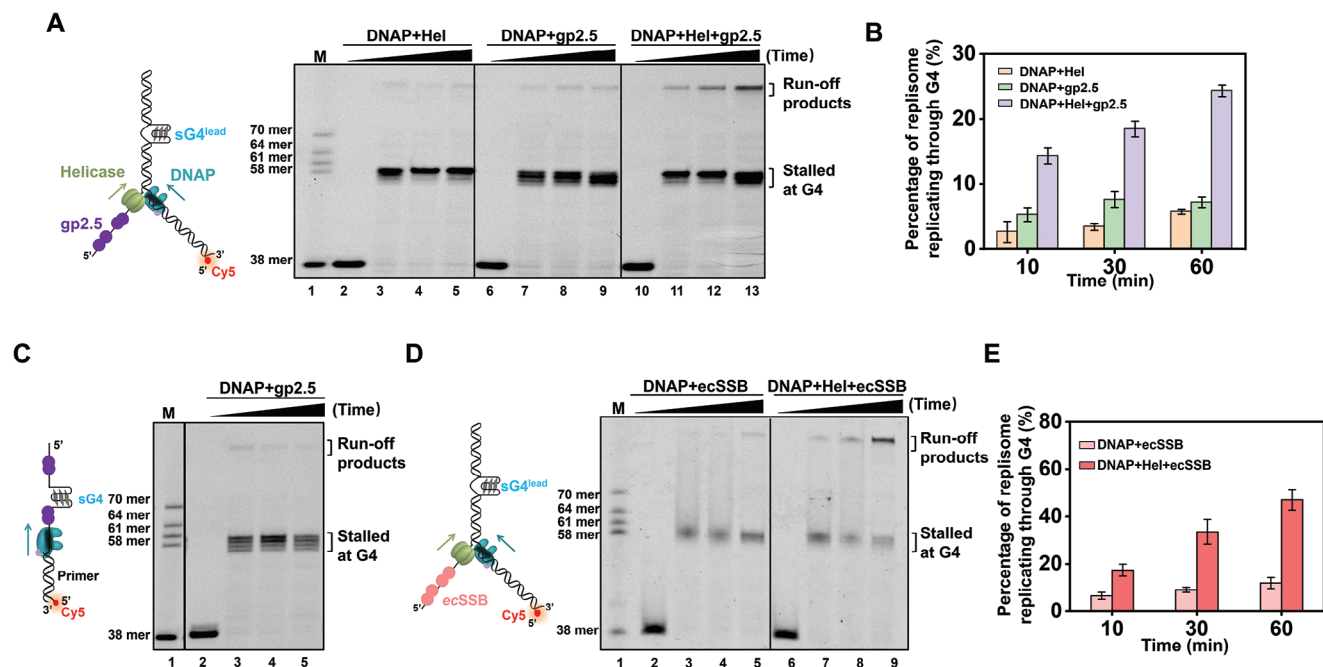 A
DNAP+Hel
DNAP+gp2.5
DNAP+Hel+gp2.5
M
(Time)
Run-off
products
sG4lead
70 mer
64 mer
61 mer
58 mer
Helicase
DNAP
Stalled
at G4
gp2.5
5'
3'
5'
Cy5
38 mer
1 2 3 4 5 6 7 8 9 10 11 12 13
B
Percentage of replisome
replicating through G4 (%)
30
20
10
0
DNAP+Hel
DNAP+gp2.5
DNAP+Hel+gp2.5
10 30 60
Time (min)
C
DNAP+gp2.5
M
(Time)
5'
Run-off
products
sG4
70 mer
64 mer
61 mer
58 mer
Stalled
at G4
Primer
5'
3'
Cy5
38 mer
1 2 3 4 5
D
DNAP+ecSSB
DNAP+Hel+ecSSB
M
(Time)
Run-off
products
sG4lead
70 mer
64 mer
61 mer
58 mer
Stalled
at G4
ecSSB
5'
3'
5'
Cy5
38 mer
1 2 3 4 5 6 7 8 9
E
Percentage of replisome
replicating through G4 (%)
80
60
40
20
0
DNAP+ecSSB
DNAP+Hel+ecSSB
10 30 60
Time (min)